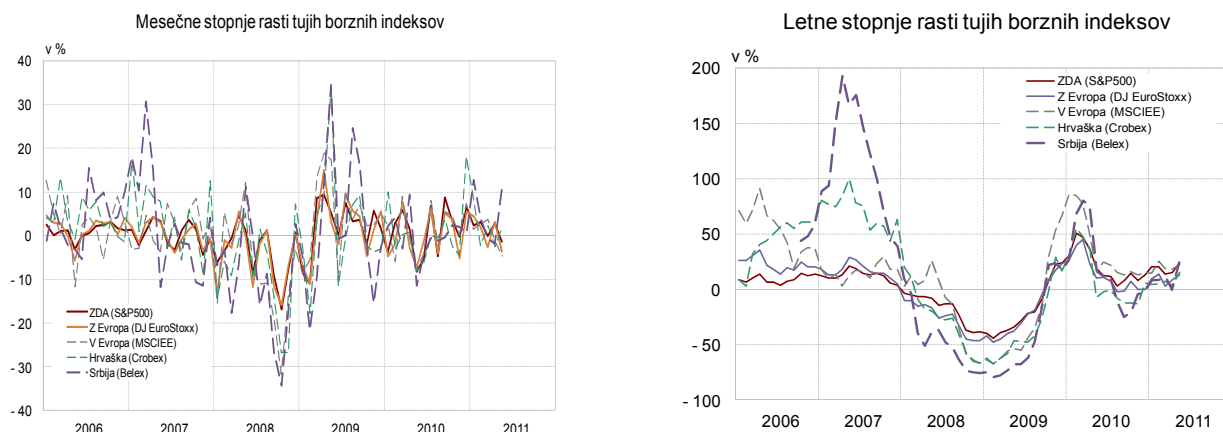 Mesečne stopnje rasti tujih borznih indeksov
v %
40
30
20
10
0
- 10
- 20
- 30
- 40
ZDA (S&P500)
Z Evropa (DJ EuroStoxx)
V Evropa (MSCIEE)
Hrvaška (Crobex)
Srbija (Belex)
2006 2007 2008 2009 2010 2011
Letne stopnje rasti tujih borznih indeksov
v %
200
150
100
50
0
- 50
- 100
ZDA (S&P500)
Z Evropa (DJ EuroStoxx)
V Evropa (MSCIEE)
Hrvaška (Crobex)
Srbija (Belex)
2006 2007 2008 2009 2010 2011